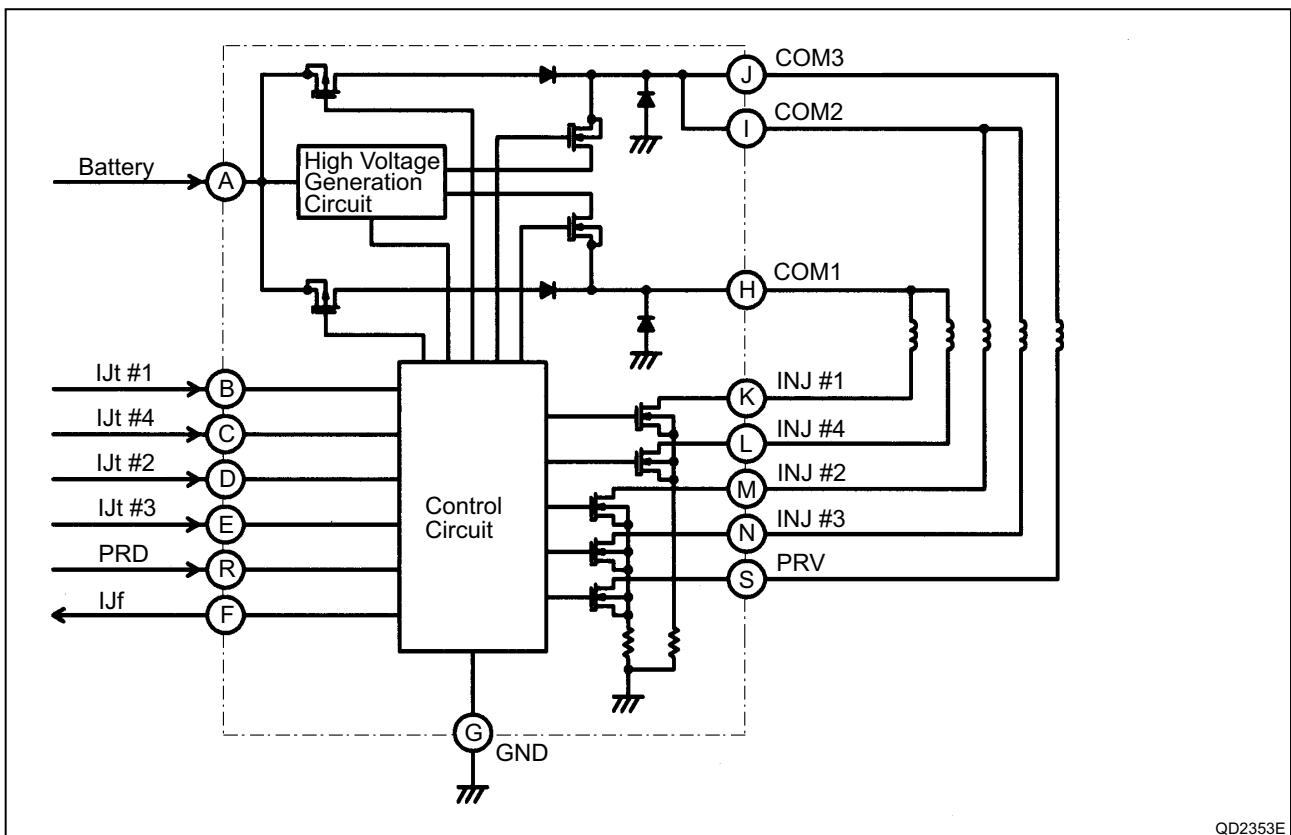 J COM3
I COM2
Battery A
High Voltage
Generation
Circuit
H COM1
IJt #1 B
K INJ #1
IJt #4 C
L INJ #4
IJt #2 D
M INJ #2
Control
Circuit
IJt #3 E
N INJ #3
PRD R
S PRV
IJf F
G GND
QD2353E